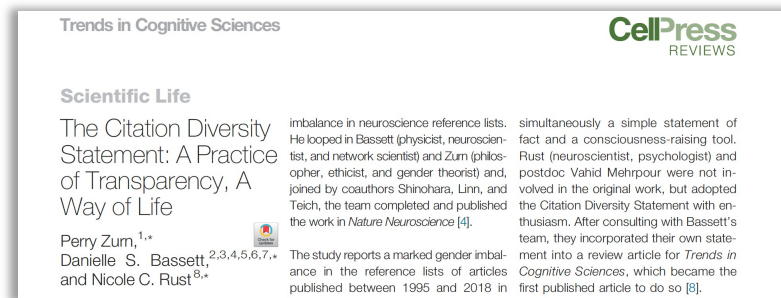 Trends in Cognitive Sciences
CellPress
REVIEWS
Scientific Life
The Citation Diversity
Statement: A Practice
of Transparency, A
Way of Life
Perry Zurn,1,*
Danielle S. Bassett,2,3,4,5,6,7,*
and Nicole C. Rust8,*
Check for
updates
imbalance in neuroscience reference lists.
He looped in Bassett (physicist, neuroscien-
tist, and network scientist) and Zurn (philos-
opher, ethicist, and gender theorist) and,
joined by coauthors Shinohara, Linn, and
Teich, the team completed and published
the work in Nature Neuroscience [4].
The study reports a marked gender imbal-
ance in the reference lists of articles
published between 1995 and 2018 in
simultaneously a simple statement of
fact and a consciousness-raising tool.
Rust (neuroscientist, psychologist) and
postdoc Vahid Mehrpour were not in-
volved in the original work, but adopted
the Citation Diversity Statement with en-
thusiasm. After consulting with Bassett's
team, they incorporated their own state-
ment into a review article for Trends in
Cognitive Sciences, which became the
first published article to do so [8].